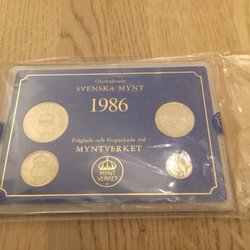 Ocirkulerade
SVENSKA MYNT
1986
Präglade och förpackade vid
MYNTVERKET
MYNT
VERKET